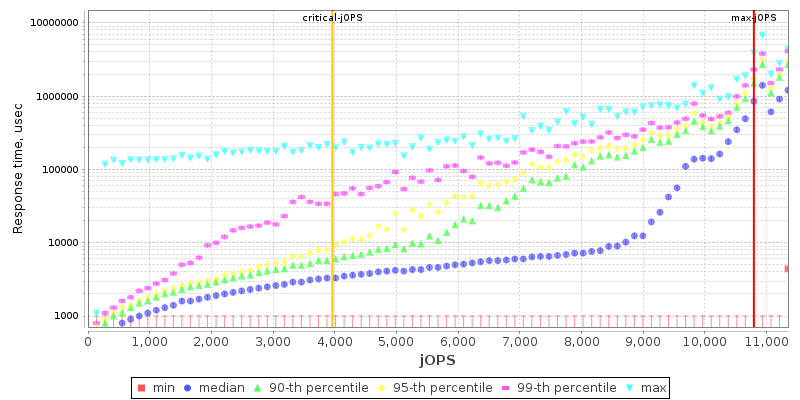 critical-jOPS max-jOPS
10000000
1000000
100000
10000
1000
Response time, usec
0 1,000 2,000 3,000 4,000 5,000 6,000 7,000 8,000 9,000 10,000 11,000
jOPS
min median 90-th percentile 95-th percentile 99-th percentile max